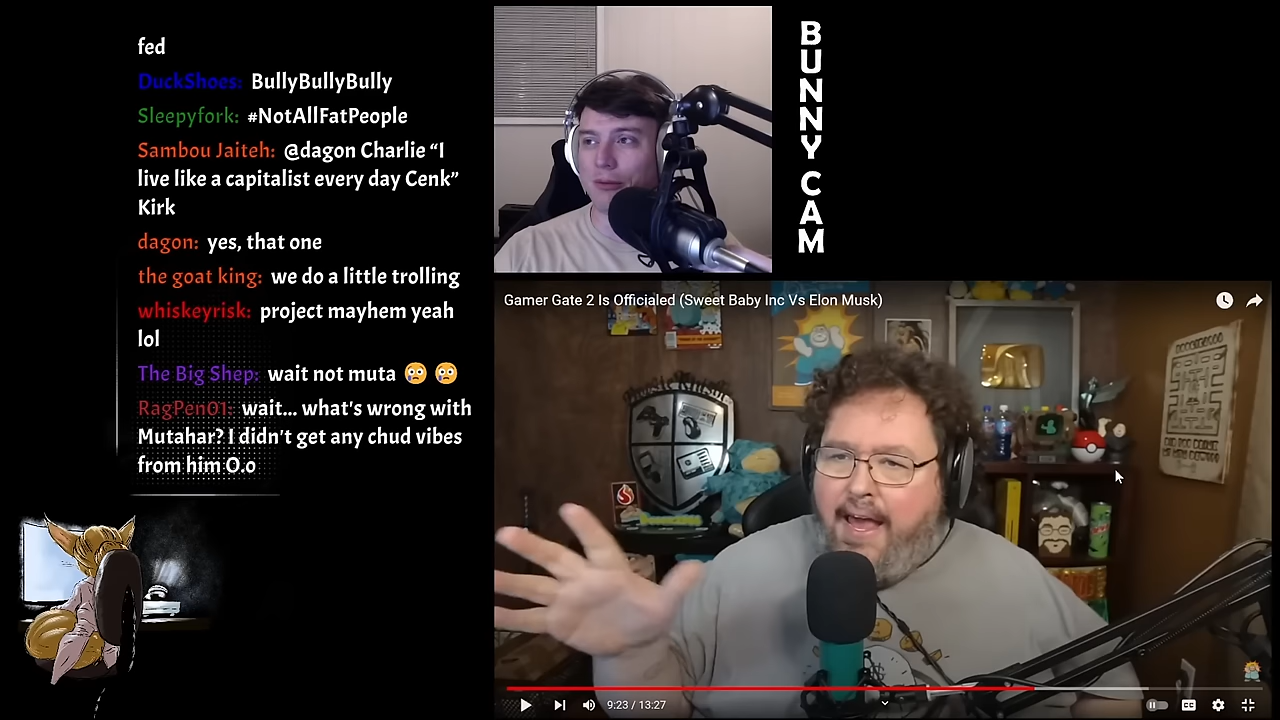 fed
DuckShoes: BullyBullyBully
Sleepyfork: #NotAllFatPeople
Sambou Jaiteh: @dagon Charlie “I
live like a capitalist every day Cenk”
Kirk
dagon: yes, that one
the goat king: we do a little trolling
whiskeyrisk: project mayhem yeah
lol
The Big Shep: wait not muta 😢 😢
RagPen01: wait... what's wrong with
Mutahar? I didn't get any chud vibes
from him O.o
BUNNY CAM
Gamer Gate 2 Is Officialed (Sweet Baby Inc Vs Elon Musk)
9:23 / 13:27
CC